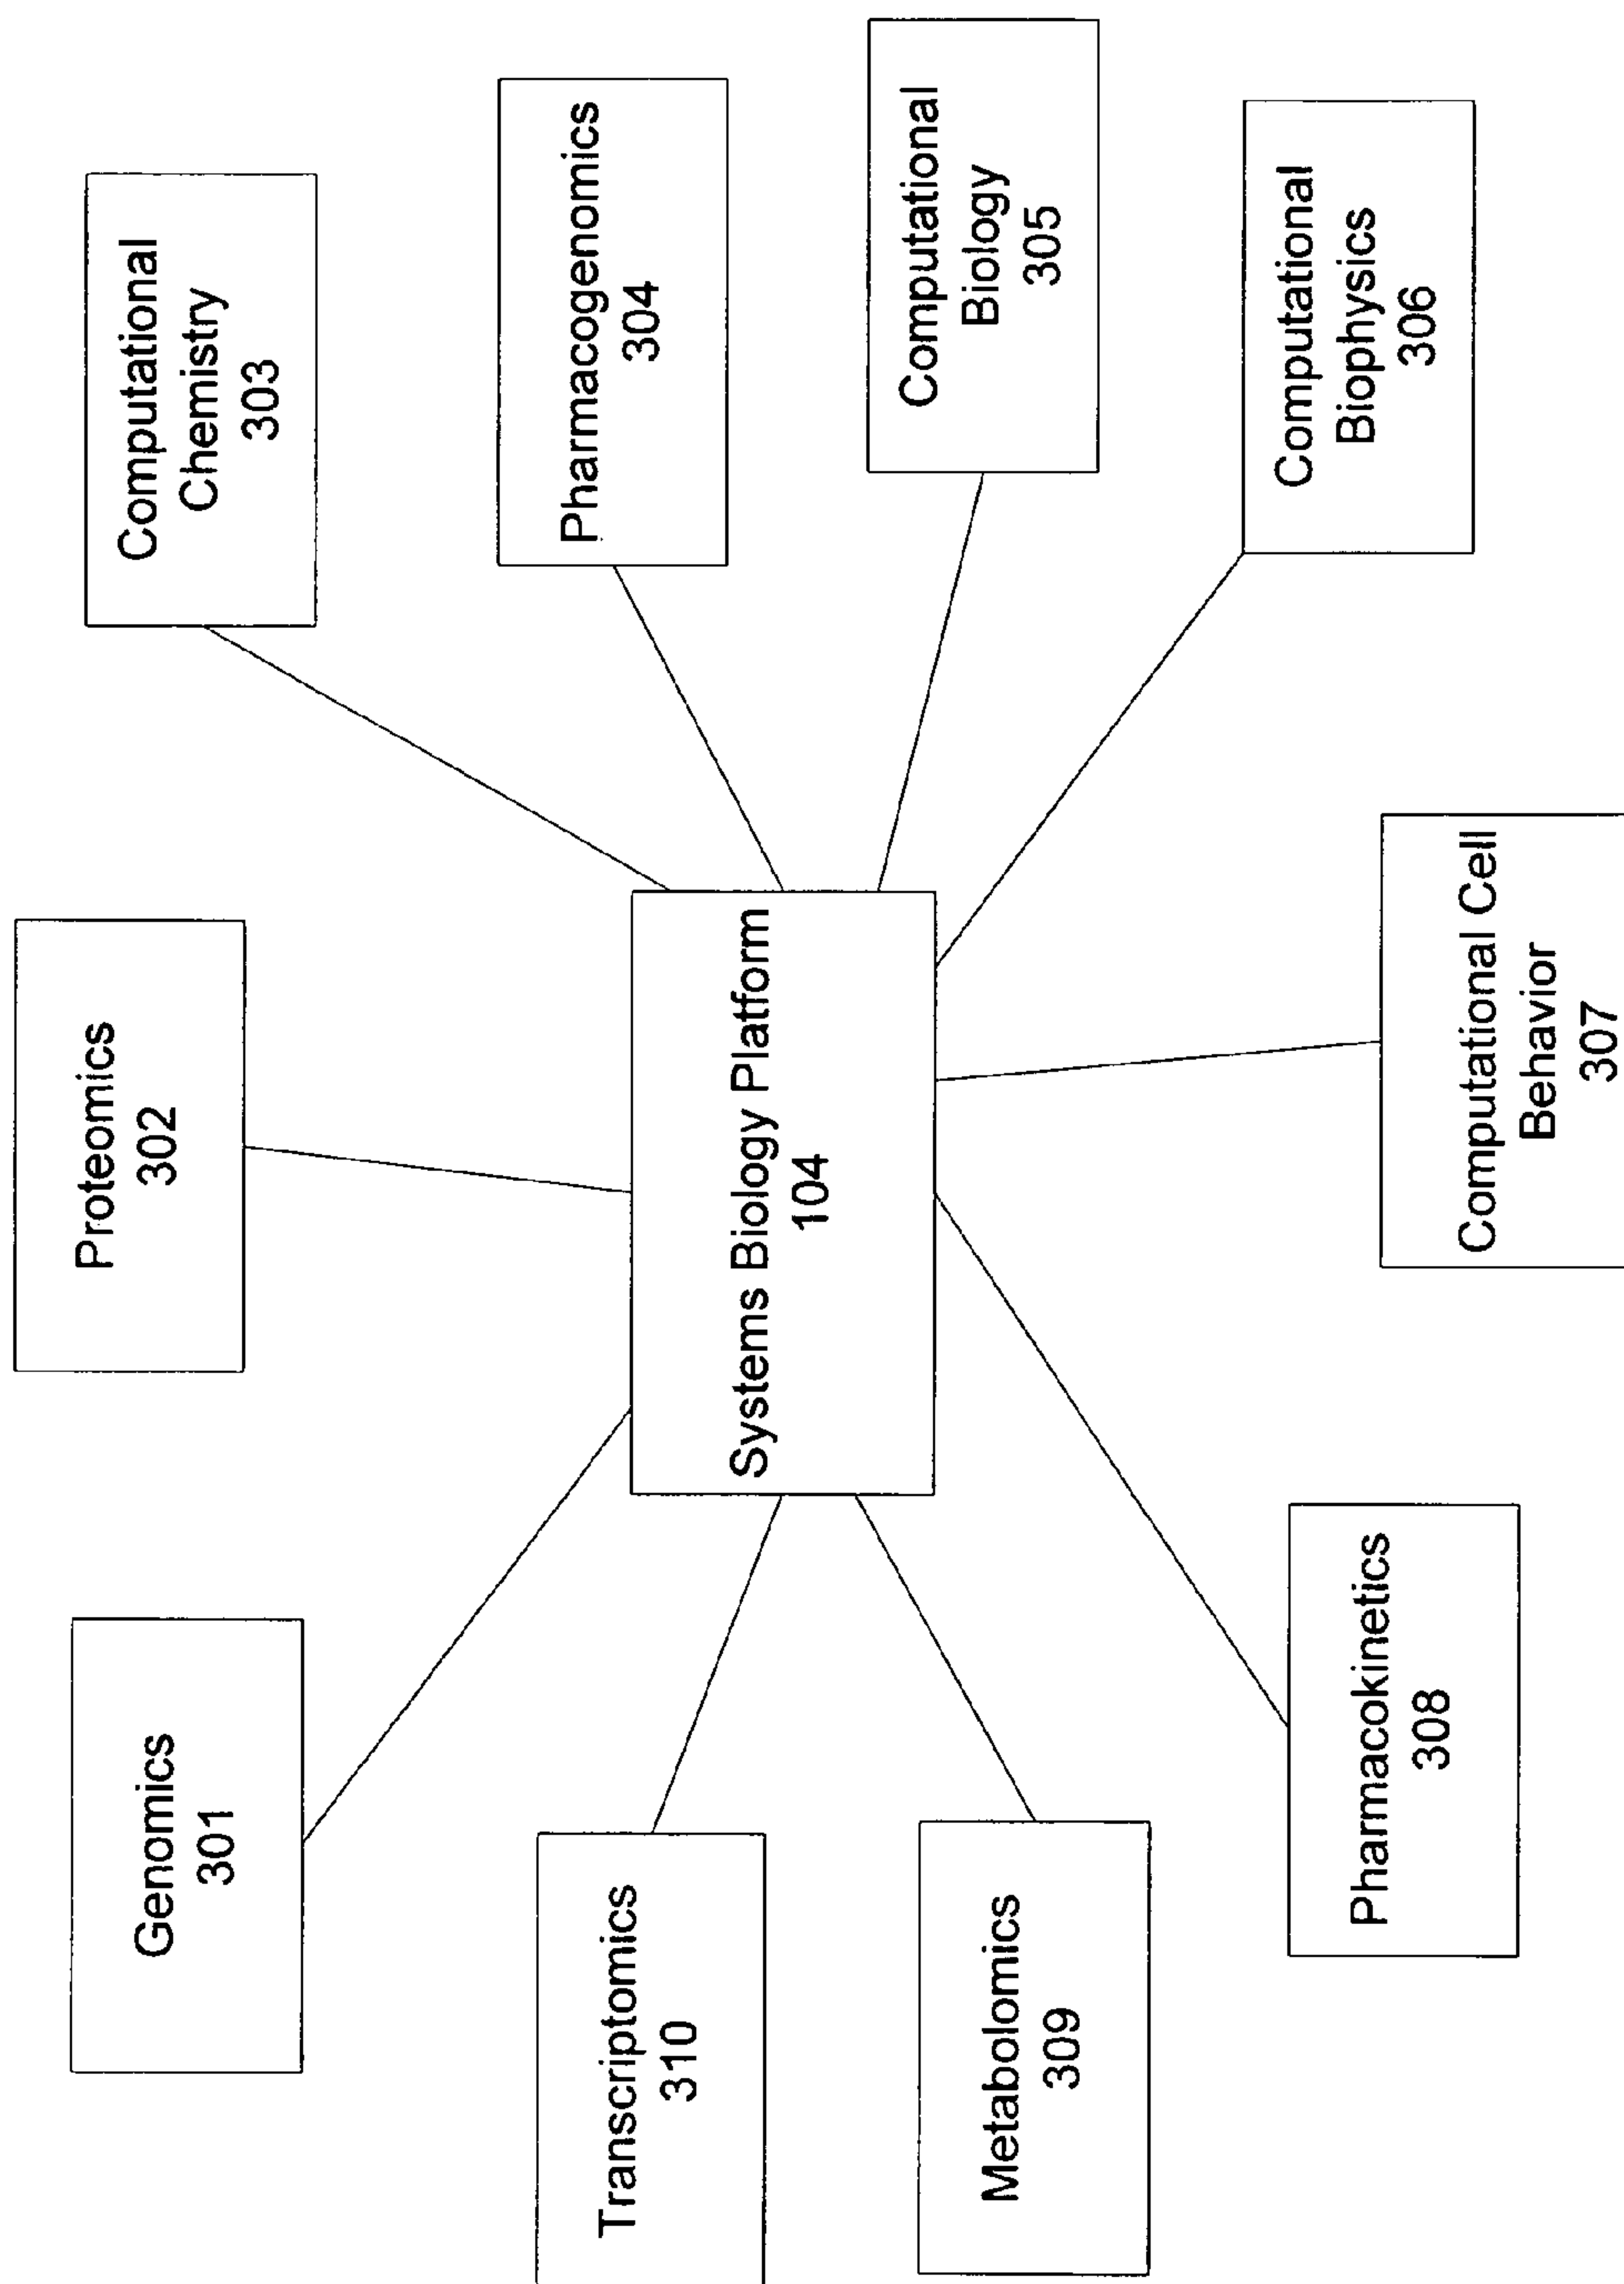 Genomics
301
Proteomics
302
Computational
Chemistry
303
Pharmacogenomics
304
Computational
Biology
305
Computational
Biophysics
306
Computational Cell
Behavior
307
Pharmacokinetics
308
Metabolomics
309
Transcriptomics
310
Systems Biology Platform
104